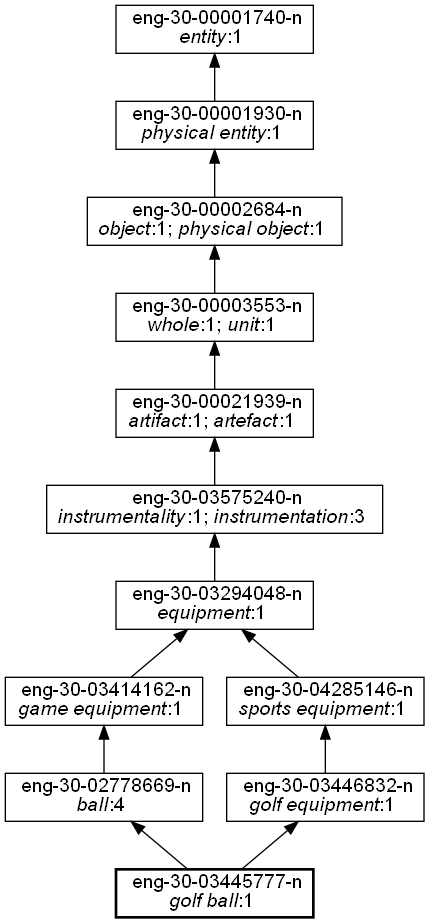 eng-30-00001740-n
entity:1
eng-30-00001930-n
physical entity:1
eng-30-00002684-n
object:1; physical object:1
eng-30-00003553-n
whole:1; unit:1
eng-30-00021939-n
artifact:1; artefact:1
eng-30-03575240-n
instrumentality:1; instrumentation:3
eng-30-03294048-n
equipment:1
eng-30-03414162-n
game equipment:1
eng-30-04285146-n
sports equipment:1
eng-30-02778669-n
ball:4
eng-30-03446832-n
golf equipment:1
eng-30-03445777-n
golf ball:1